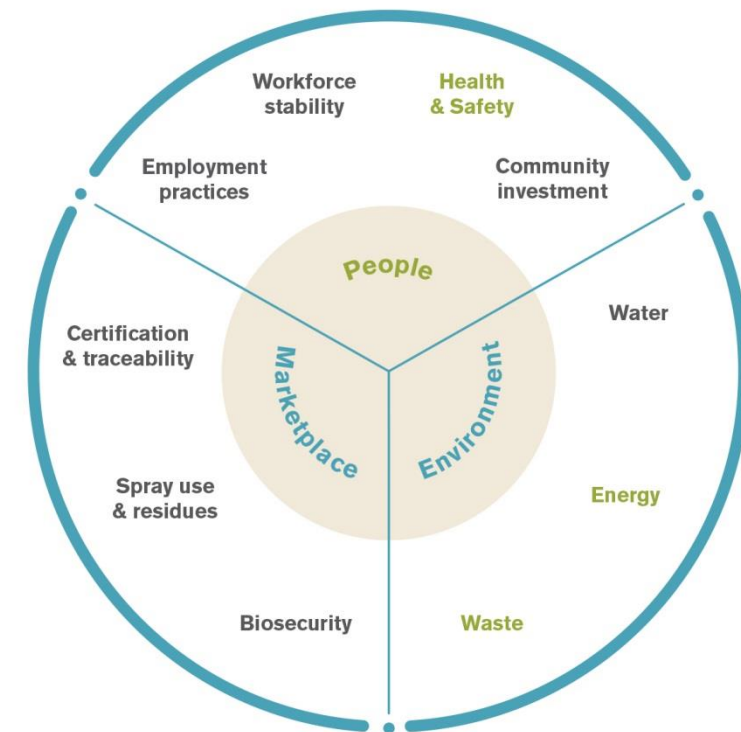 Workforce
stability
Health
& Safety
Employment
practices
Community
investment
People
Certification
& traceability
Marketplace
Environment
Water
Spray use
& residues
Energy
Biosecurity
Waste